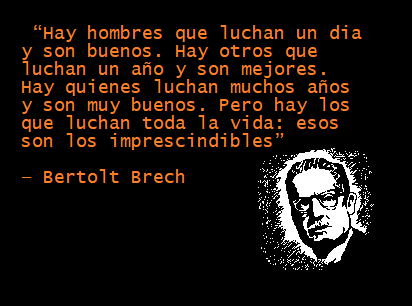 “Hay hombres que luchan un dia
y son buenos. Hay otros que
luchan un año y son mejores.
Hay quienes luchan muchos años
y son muy buenos. Pero hay los
que luchan toda la vida: esos
son los imprescindibles”
– Bertolt Brech